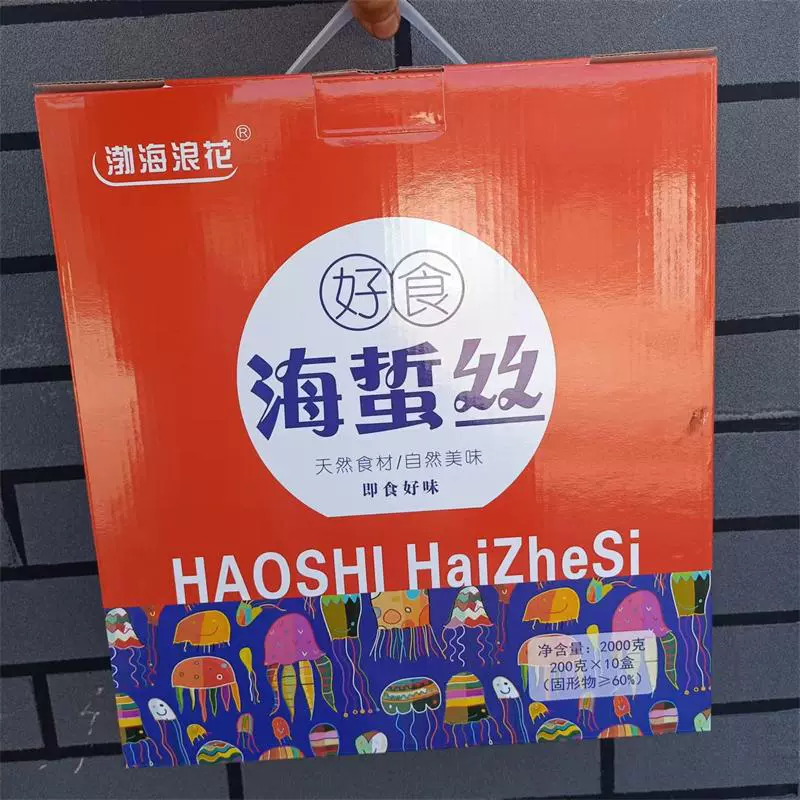 渤海浪花®
好食
海蜇丝
天然食材/自然美味
即食好味
HAOSHI HaiZheSi
净含量：2000克
200克×10盒
（固形物≥60%）